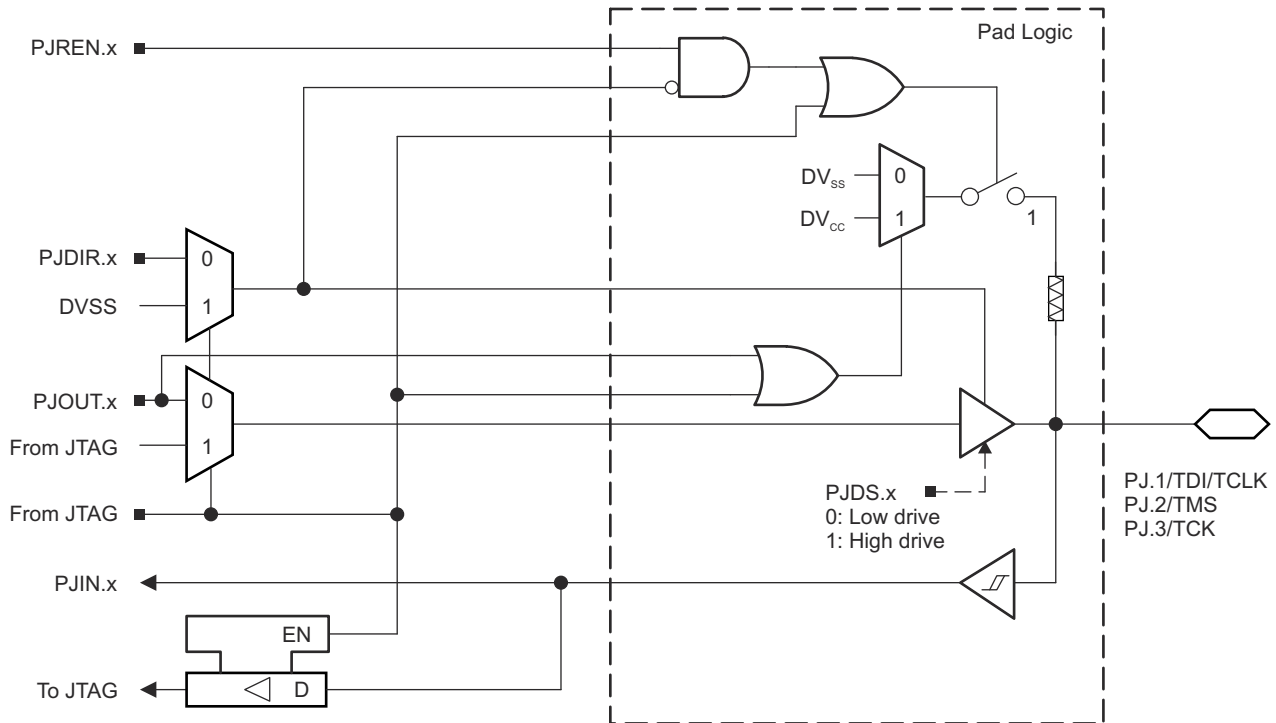 Pad Logic
PJREN.x
DVSS
0
DVCC
1
1
PJDIR.x
0
DVSS
1
PJOUT.x
0
From JTAG
1
PJDS.x
0: Low drive
1: High drive
PJ.1/TDI/TCLK
PJ.2/TMS
PJ.3/TCK
From JTAG
PJIN.x
EN
To JTAG
D